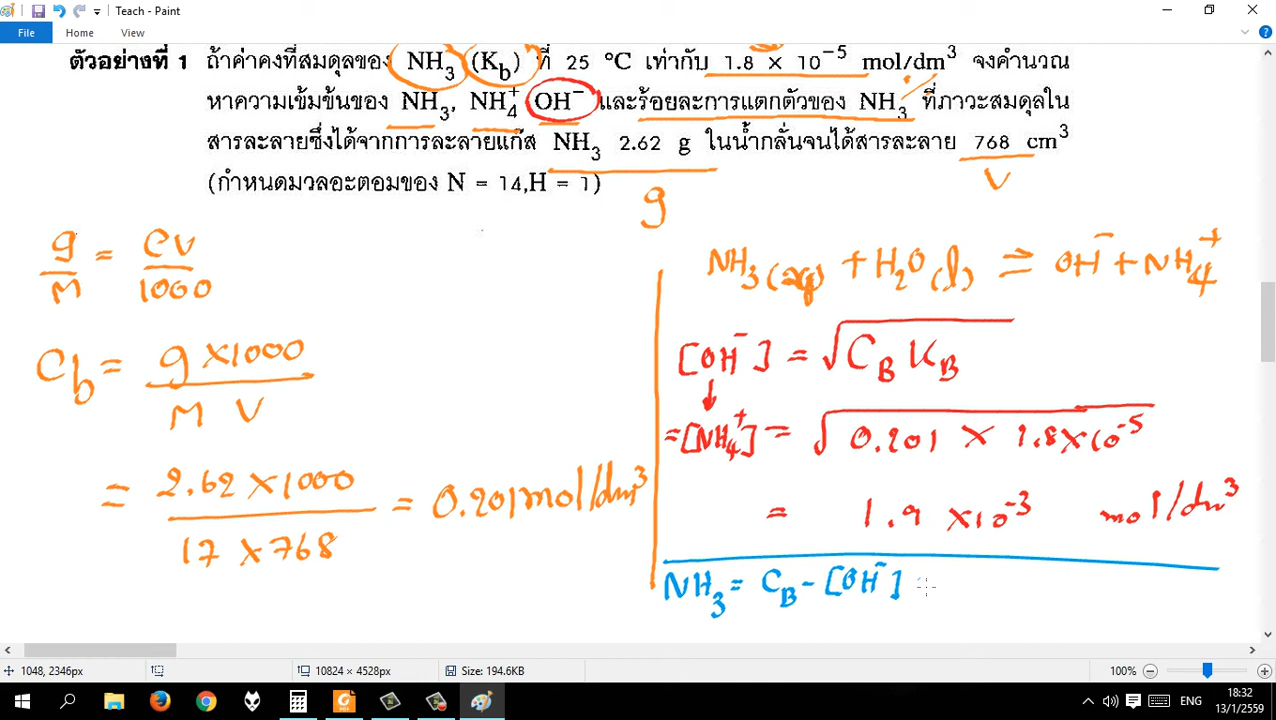 Teach - Paint
File Home View
ตัวอย่างที่ 1 ถ้าค่าคงที่สมดุลของ NH3 (Kb) ที่ 25 °C เท่ากับ 1.8 × 10−5 mol/dm3 จงคำนวณ
หาความเข้มข้นของ NH3, NH4+ OH− และร้อยละการแตกตัวของ NH3 ที่ภาวะสมดุลใน
สารละลายซึ่งได้จากการละลายแก๊ส NH3 2.62 g ในน้ำกลั่นจนได้สารละลาย 768 cm3
(กำหนดมวลอะตอมของ N = 14,H = 1)
g
V
g/M = CV/1000
Cb = g×1000/M V
= 2.62×1000/17×768 = 0.201mol/dm3
NH3(aq) + H2O(l) ⇌ OH− + NH4+
[OH−] = √CB KB
=[NH4+] = √0.201 × 1.8×10−5
= 1.9 ×10−3 mol/dm3
NH3 = CB − [OH−]
1048, 2346px 10824 × 4528px Size: 194.6KB 100%
ENG 18:32
13/1/2559